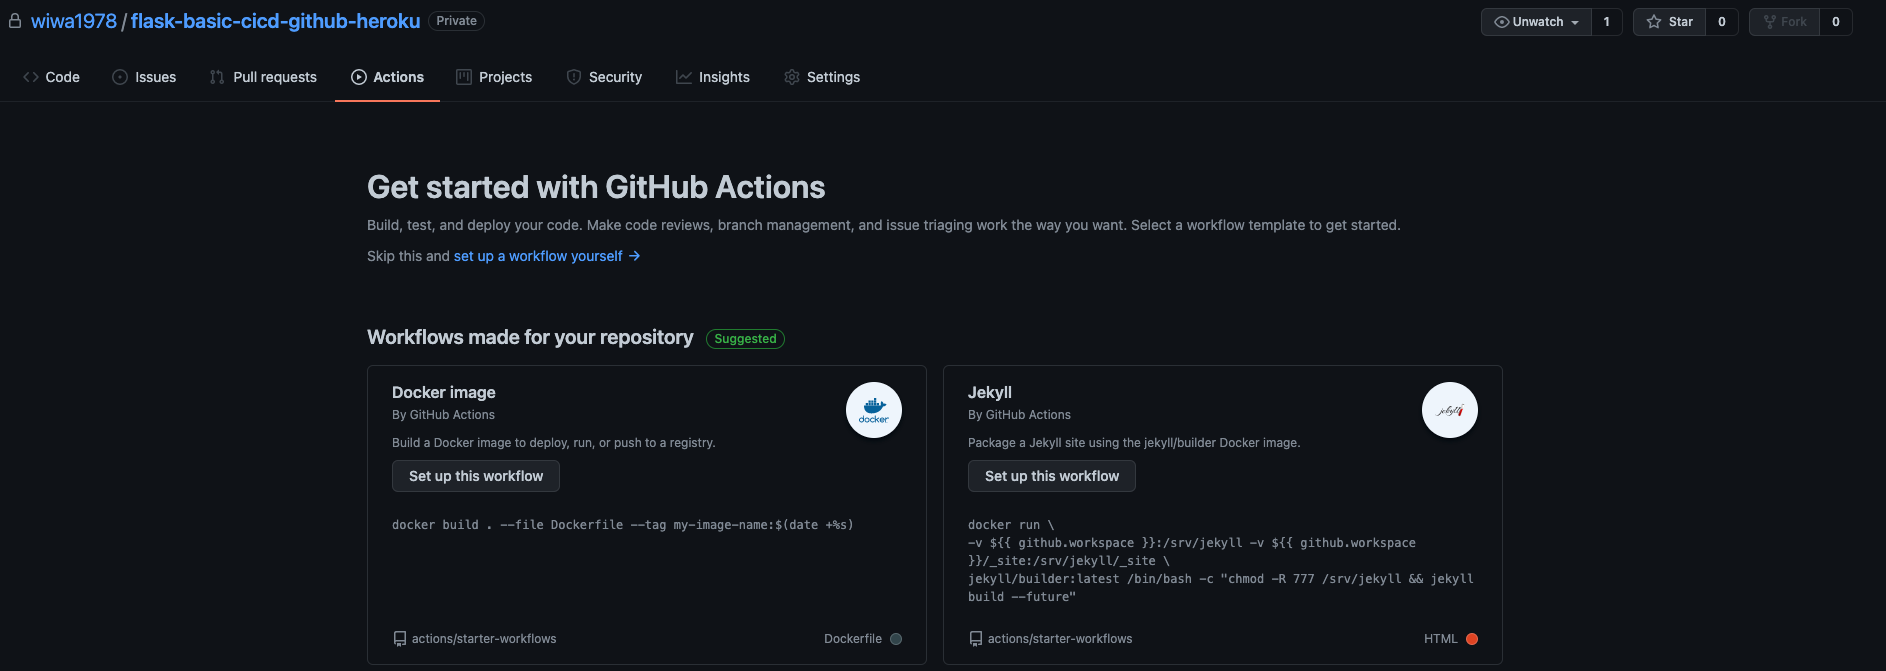 wiwa1978 / flask-basic-cicd-github-heroku Private
Unwatch 1 Star 0 Fork 0
Code Issues Pull requests Actions Projects Security Insights Settings
Get started with GitHub Actions
Build, test, and deploy your code. Make code reviews, branch management, and issue triaging work the way you want. Select a workflow template to get started.
Skip this and set up a workflow yourself →
Workflows made for your repository Suggested
Docker image
By GitHub Actions
docker
Build a Docker image to deploy, run, or push to a registry.
Set up this workflow
docker build . --file Dockerfile --tag my-image-name:$(date +%s)
actions/starter-workflows Dockerfile
Jekyll
By GitHub Actions
jekyll
Package a Jekyll site using the jekyll/builder Docker image.
Set up this workflow
docker run \
-v ${{ github.workspace }}:/srv/jekyll -v ${{ github.workspace
}}/_site:/srv/jekyll/_site \
jekyll/builder:latest /bin/bash -c "chmod -R 777 /srv/jekyll && jekyll
build --future"
actions/starter-workflows HTML